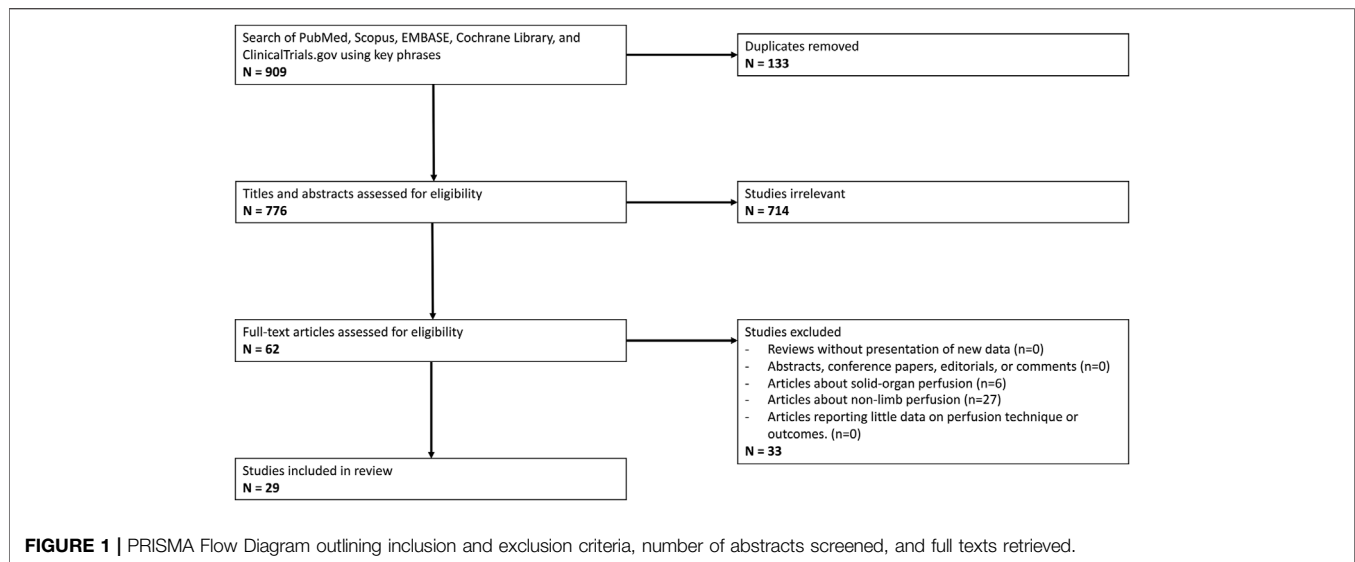 Search of PubMed, Scopus, EMBASE, Cochrane Library, and
ClinicalTrials.gov using key phrases
N = 909
Duplicates removed
N = 133
Titles and abstracts assessed for eligibility
N = 776
Studies irrelevant
N = 714
Full-text articles assessed for eligibility
N = 62
Studies excluded
- Reviews without presentation of new data (n=0)
- Abstracts, conference papers, editorials, or comments (n=0)
- Articles about solid-organ perfusion (n=6)
- Articles about non-limb perfusion (n=27)
- Articles reporting little data on perfusion technique or
outcomes. (n=0)
N = 33
Studies included in review
N = 29
FIGURE 1 | PRISMA Flow Diagram outlining inclusion and exclusion criteria, number of abstracts screened, and full texts retrieved.